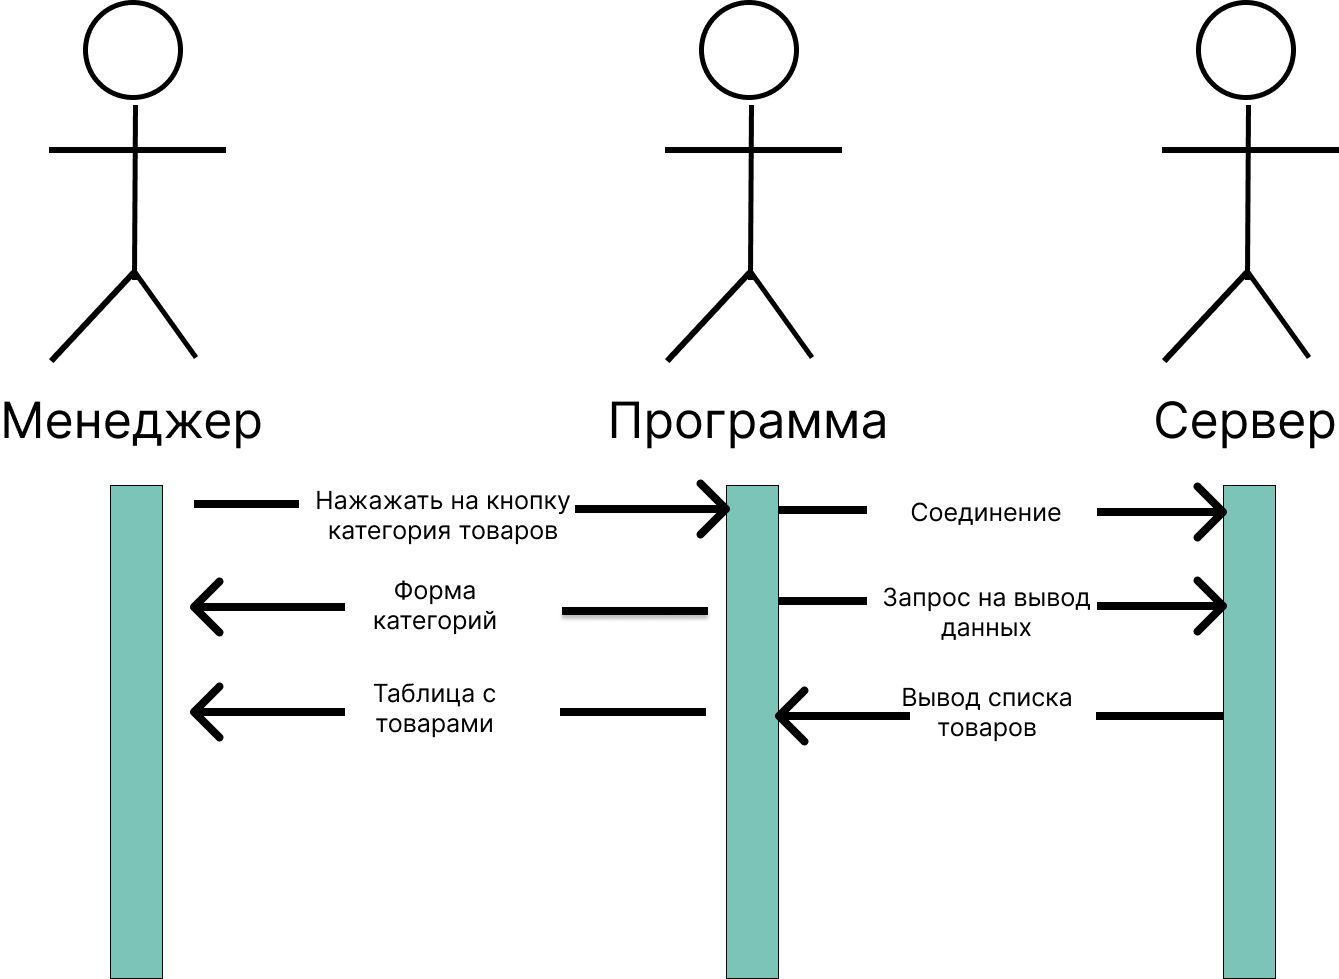 Менеджер
Программа
Сервер
Нажажать на кнопку
категория товаров
Соединение
Форма
категорий
Запрос на вывод
данных
Таблица с
товарами
Вывод списка
товаров